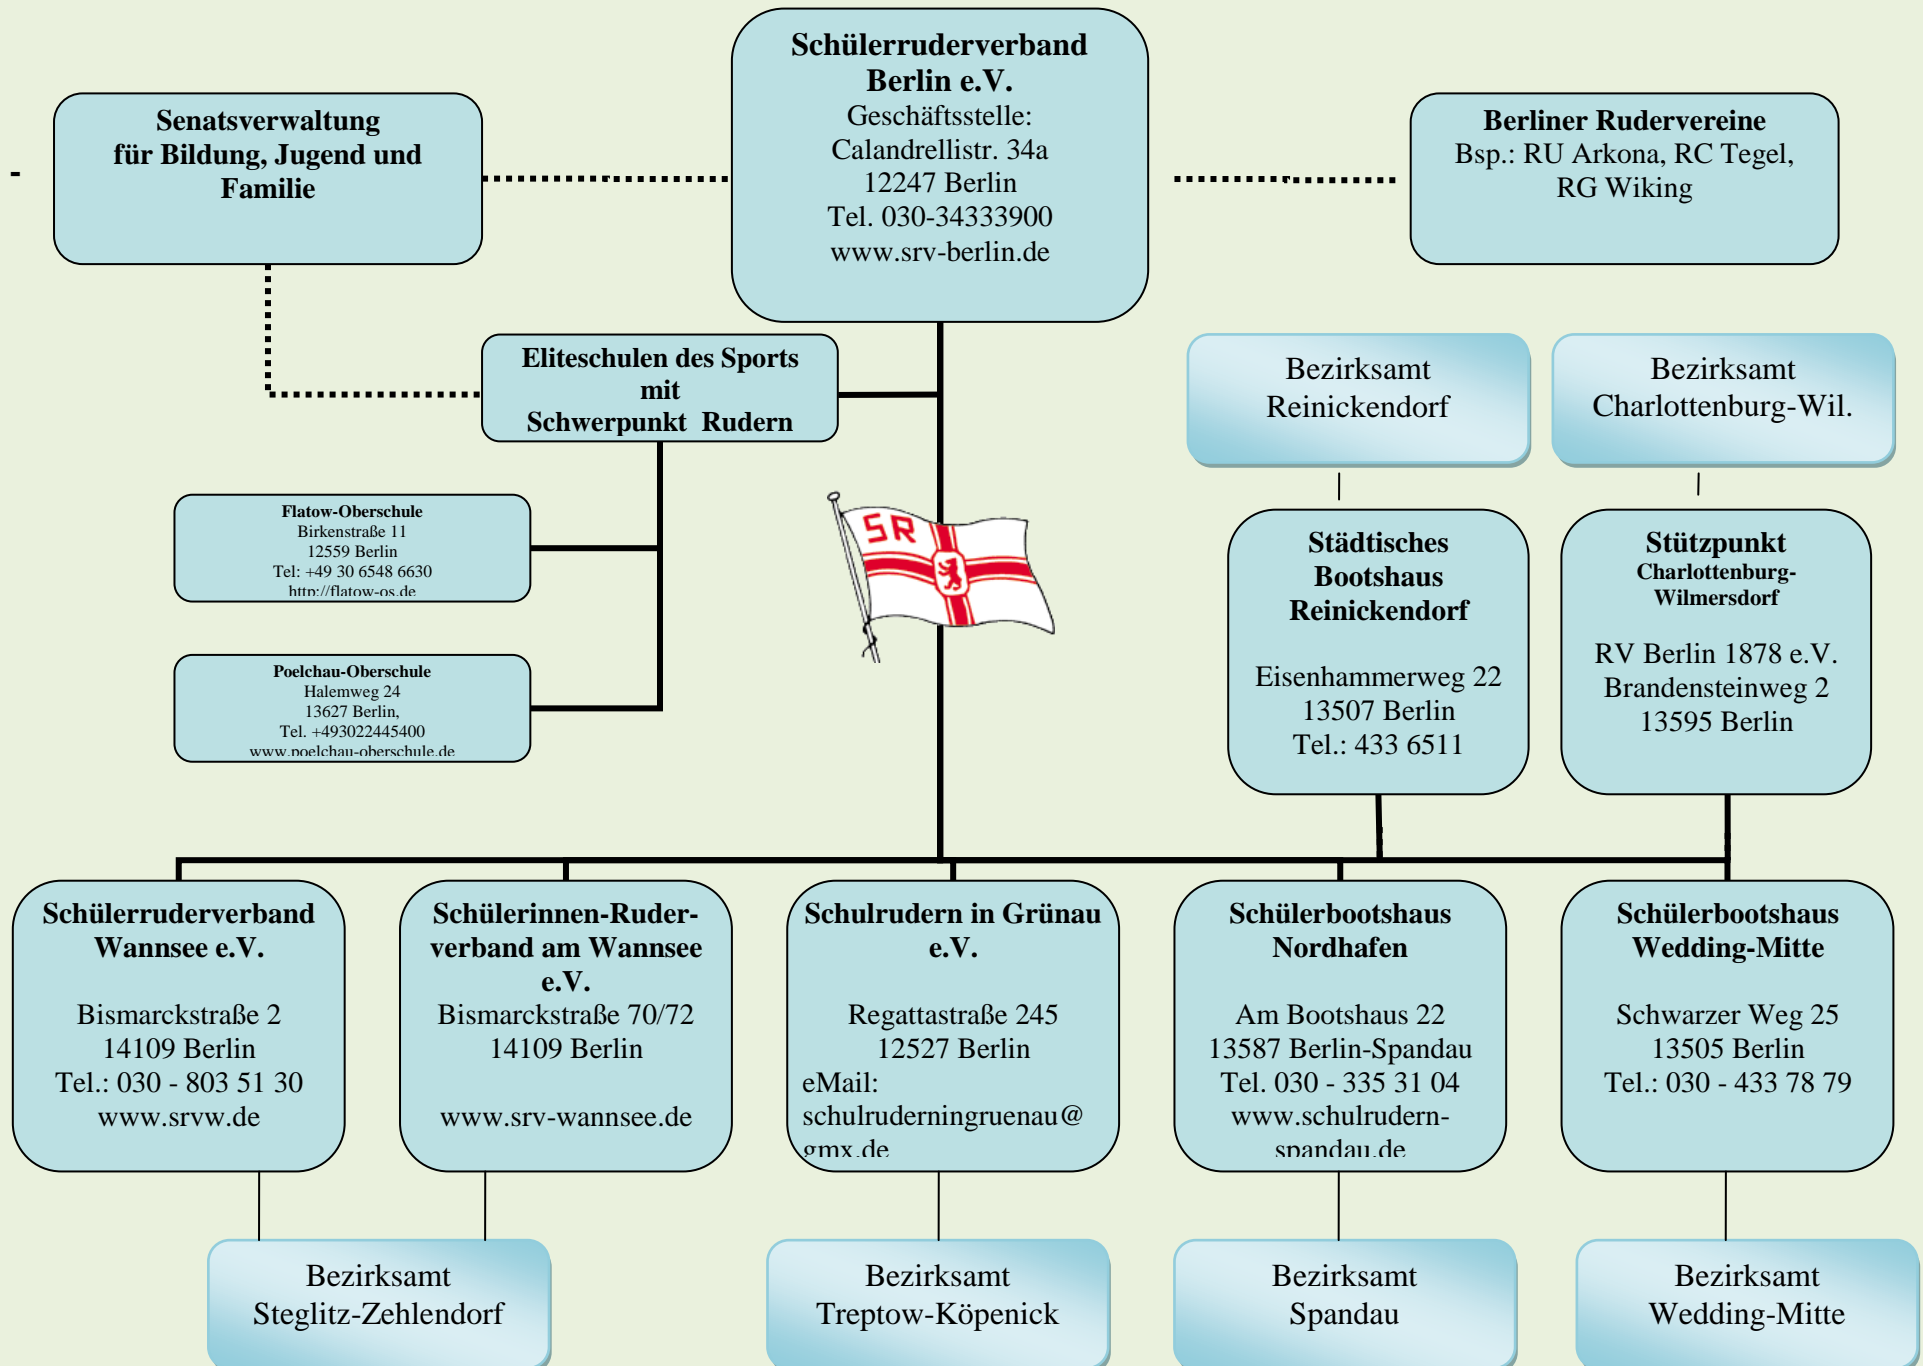 Schülerruderverband
Berlin e.V.
Geschäftsstelle:
Calandrellistr. 34a
12247 Berlin
Tel. 030-34333900
www.srv-berlin.de
Senatsverwaltung
für Bildung, Jugend und
Familie
-
Berliner Rudervereine
Bsp.: RU Arkona, RC Tegel,
RG Wiking
Eliteschulen des Sports
mit
Schwerpunkt Rudern
Bezirksamt
Reinickendorf
Bezirksamt
Charlottenburg-Wil.
Flatow-Oberschule
Birkenstraße 11
12559 Berlin
Tel: +49 30 6548 6630
http://flatow-os.de
Poelchau-Oberschule
Halemweg 24
13627 Berlin,
Tel. +493022445400
www.poelchau-oberschule.de
SR
Städtisches
Bootshaus
Reinickendorf
Eisenhammerweg 22
13507 Berlin
Tel.: 433 6511
Stützpunkt
Charlottenburg-
Wilmersdorf
RV Berlin 1878 e.V.
Brandensteinweg 2
13595 Berlin
Schülerruderverband
Wannsee e.V.
Bismarckstraße 2
14109 Berlin
Tel.: 030 - 803 51 30
www.srvw.de
Schülerinnen-Ruder-
verband am Wannsee
e.V.
Bismarckstraße 70/72
14109 Berlin
www.srv-wannsee.de
Schulrudern in Grünau
e.V.
Regattastraße 245
12527 Berlin
eMail:
schulruderningruenau@
gmx.de
Schülerbootshaus
Nordhafen
Am Bootshaus 22
13587 Berlin-Spandau
Tel. 030 - 335 31 04
www.schulrudern-
spandau.de
Schülerbootshaus
Wedding-Mitte
Schwarzer Weg 25
13505 Berlin
Tel.: 030 - 433 78 79
Bezirksamt
Steglitz-Zehlendorf
Bezirksamt
Treptow-Köpenick
Bezirksamt
Spandau
Bezirksamt
Wedding-Mitte